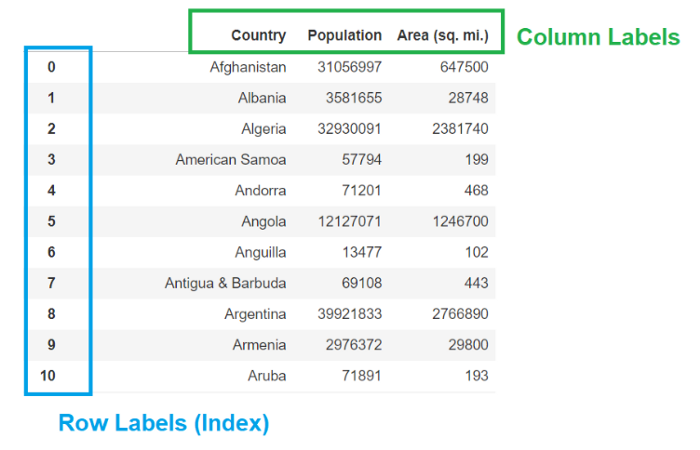 Country Population Area (sq. mi.) Column Labels
0 Afghanistan 31056997 647500
1 Albania 3581655 28748
2 Algeria 32930091 2381740
3 American Samoa 57794 199
4 Andorra 71201 468
5 Angola 12127071 1246700
6 Anguilla 13477 102
7 Antigua & Barbuda 69108 443
8 Argentina 39921833 2766890
9 Armenia 2976372 29800
10 Aruba 71891 193
Row Labels (Index)